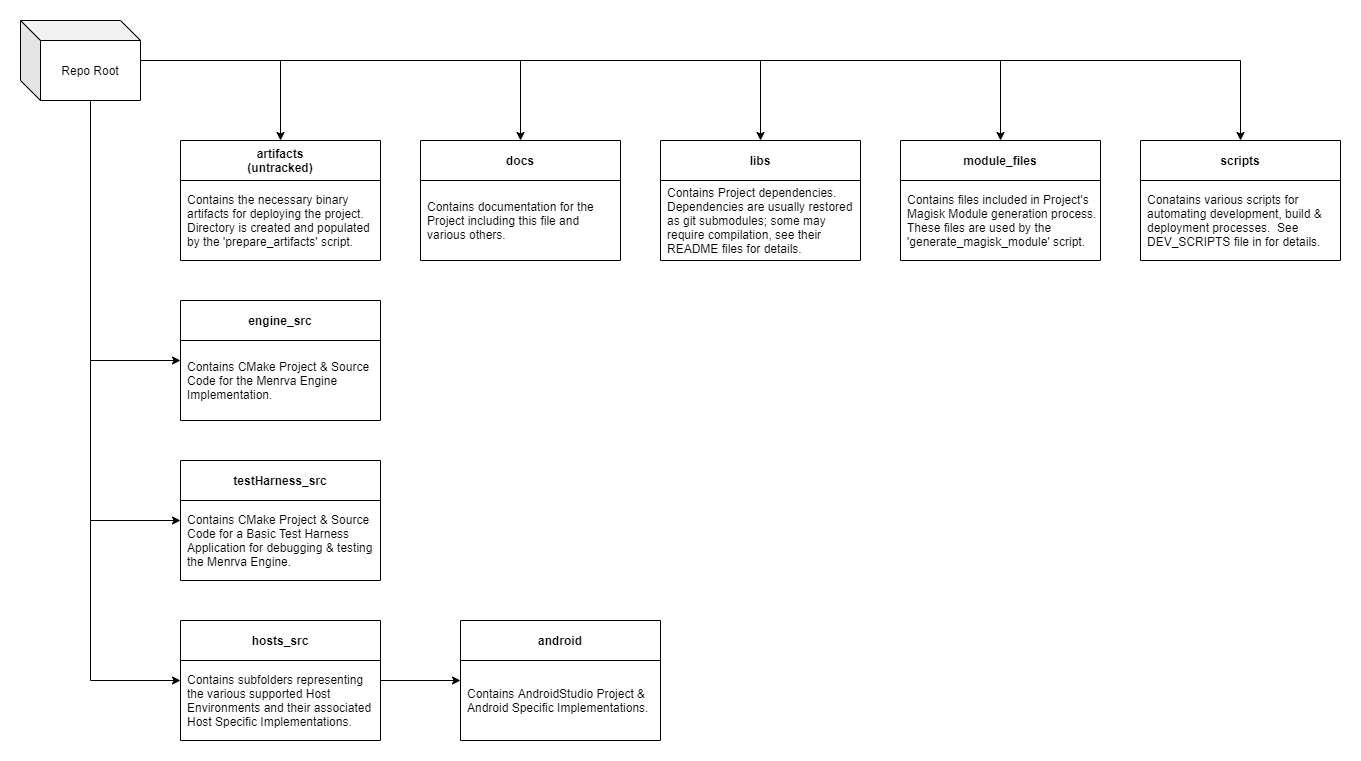 Repo Root
artifacts
(untracked)
Contains the necessary binary
artifacts for deploying the project.
Directory is created and populated
by the 'prepare_artifacts' script.
docs
Contains documentation for the
Project including this file and
various others.
libs
Contains Project dependencies.
Dependencies are usually restored
as git submodules; some may
require compilation, see their
README files for details.
module_files
Contains files included in Project's
Magisk Module generation process.
These files are used by the
'generate_magisk_module' script.
scripts
Conatains various scripts for
automating development, build &
deployment processes.  See
DEV_SCRIPTS file in for details.
engine_src
Contains CMake Project & Source
Code for the Menrva Engine
Implementation.
testHarness_src
Contains CMake Project & Source
Code for a Basic Test Harness
Application for debugging & testing
the Menrva Engine.
hosts_src
Contains subfolders representing
the various supported Host
Environments and their associated
Host Specific Implementations.
android
Contains AndroidStudio Project &
Android Specific Implementations.